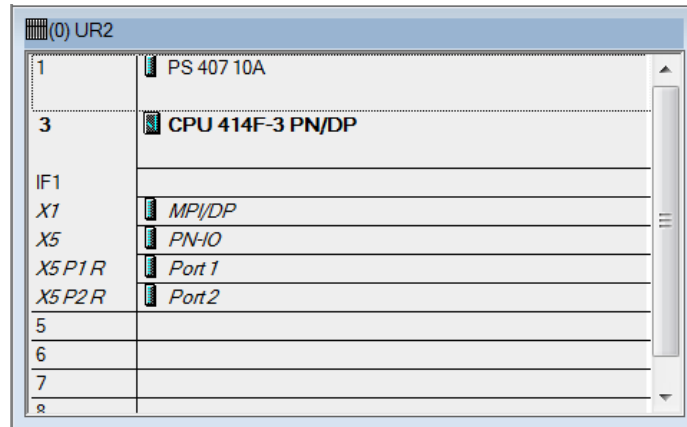 (0) UR2
1 PS 407 10A
3 CPU 414F-3 PN/DP
IF1
X1 MPI/DP
X5 PN-IO
X5 P1 R Port 1
X5 P2 R Port 2
5
6
7
8